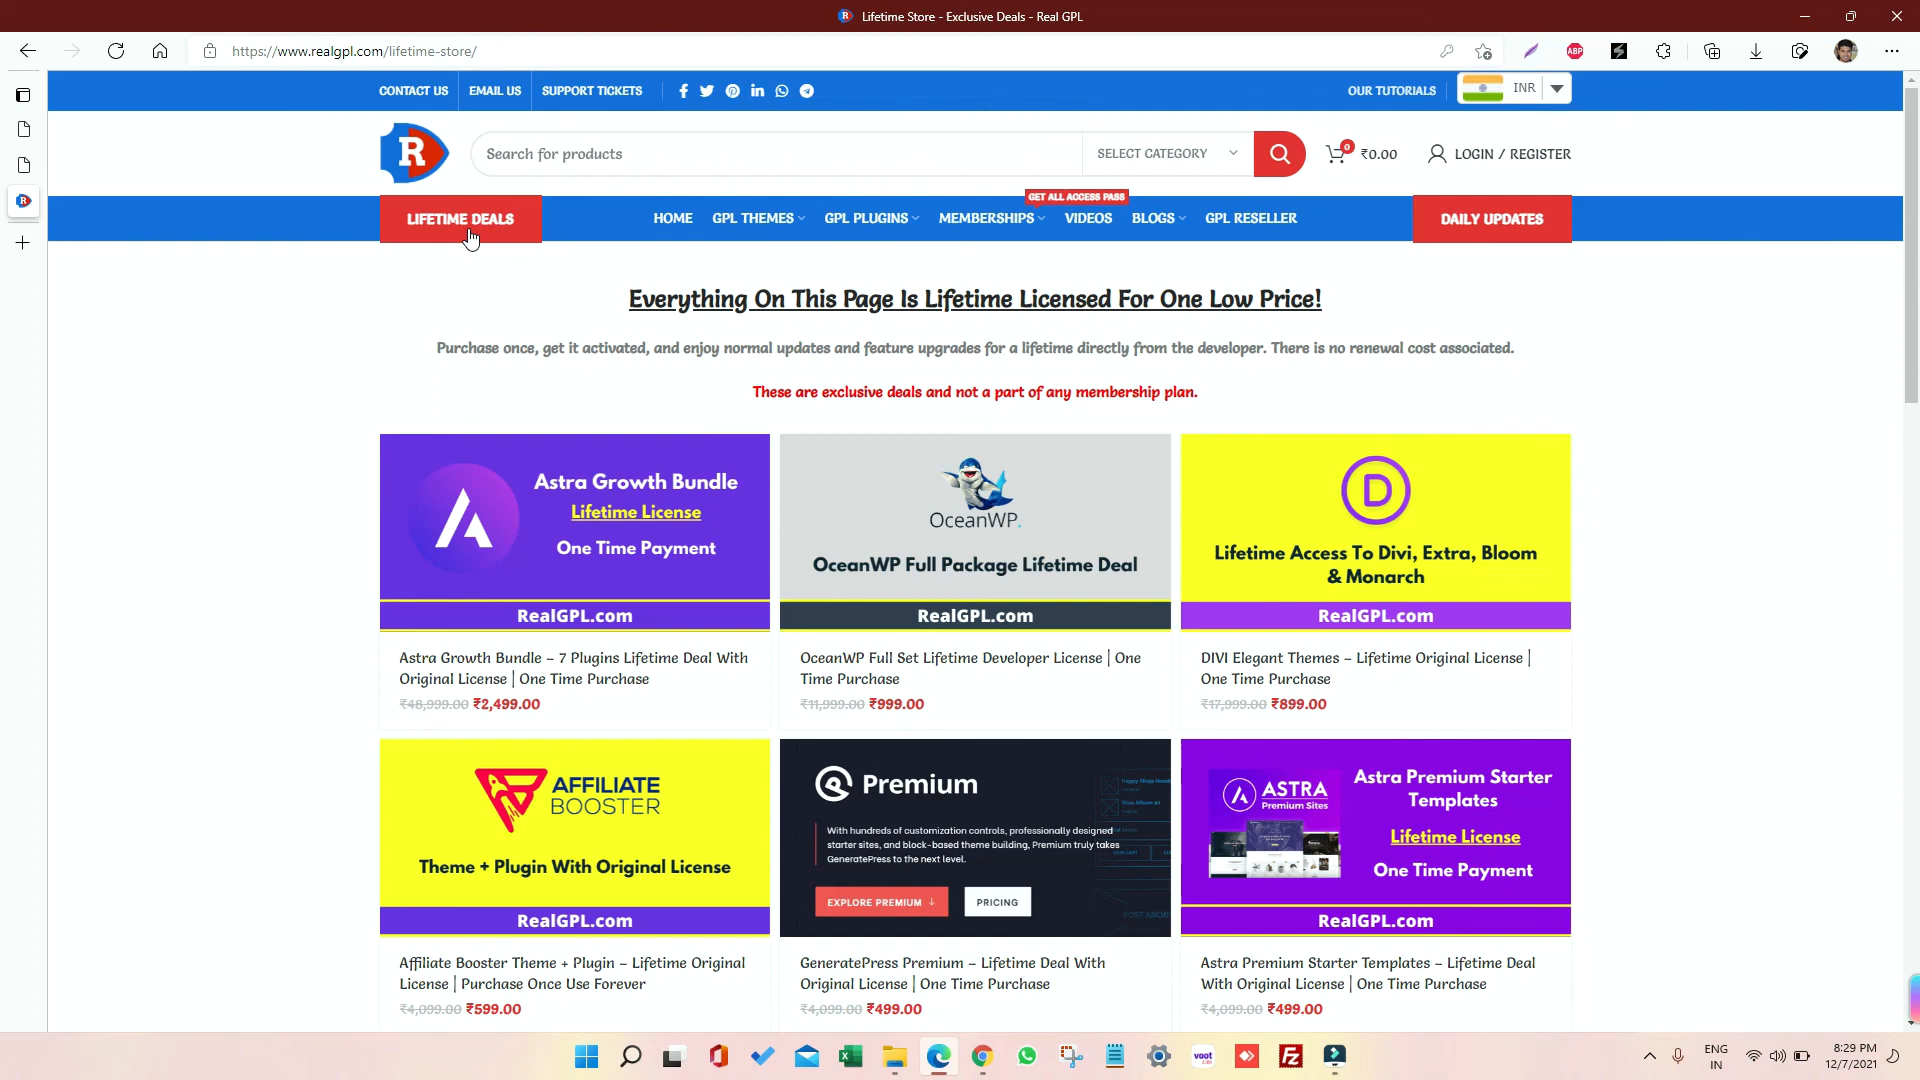 Lifetime Store - Exclusive Deals - Real GPL
https://www.realgpl.com/lifetime-store/
ABP
CONTACT US
EMAIL US
SUPPORT TICKETS
OUR TUTORIALS
INR
R
Search for products
SELECT CATEGORY
0
₹0.00
LOGIN / REGISTER
GET ALL ACCESS PASS
LIFETIME DEALS
HOME
GPL THEMES
GPL PLUGINS
MEMBERSHIPS
VIDEOS
BLOGS
GPL RESELLER
DAILY UPDATES
Everything On This Page Is Lifetime Licensed For One Low Price!
Purchase once, get it activated, and enjoy normal updates and feature upgrades for a lifetime directly from the developer. There is no renewal cost associated.
These are exclusive deals and not a part of any membership plan.
Astra Growth Bundle
Lifetime License
One Time Payment
RealGPL.com
Astra Growth Bundle – 7 Plugins Lifetime Deal With
Original License | One Time Purchase
₹48,999.00 ₹2,499.00
OceanWP.
OceanWP Full Package Lifetime Deal
RealGPL.com
OceanWP Full Set Lifetime Developer License | One
Time Purchase
₹11,999.00 ₹999.00
D
Lifetime Access To Divi, Extra, Bloom
& Monarch
RealGPL.com
DIVI Elegant Themes – Lifetime Original License |
One Time Purchase
₹17,999.00 ₹899.00
AFFILIATE
BOOSTER
Theme + Plugin With Original License
RealGPL.com
Affiliate Booster Theme + Plugin – Lifetime Original
License | Purchase Once Use Forever
₹4,099.00 ₹599.00
Premium
With hundreds of customization controls, professionally designed
starter sites, and block-based theme building, Premium truly takes
GeneratePress to the next level.
EXPLORE PREMIUM ↓
PRICING
GeneratePress Premium – Lifetime Deal With
Original License | One Time Purchase
₹4,099.00 ₹499.00
ASTRA
Premium Sites
Astra Premium Starter
Templates
Lifetime License
One Time Payment
RealGPL.com
Astra Premium Starter Templates – Lifetime Deal
With Original License | One Time Purchase
₹4,099.00 ₹499.00
voot
ENG
IN
8:29 PM
12/7/2021